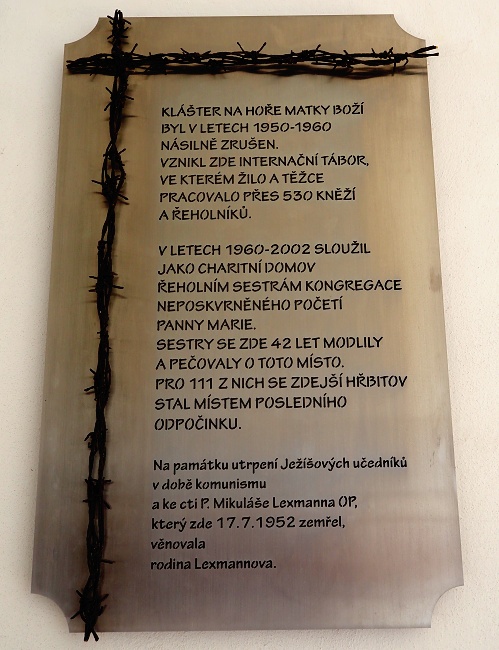 KLÁŠTER NA HOŘE MATKY BOŽÍ
BYL V LETECH 1950-1960
NÁSILNĚ ZRUŠEN.
VZNIKL ZDE INTERNAČNÍ TÁBOR,
VE KTERÉM ŽILO A TĚŽCE
PRACOVALO PŘES 530 KNĚŽÍ
A ŘEHOLNÍKŮ.
V LETECH 1960-2002 SLOUŽIL
JAKO CHARITNÍ DOMOV
ŘEHOLNÍM SESTRÁM KONGREGACE
NEPOSKVRNĚNÉHO POČETÍ
PANNY MARIE.
SESTRY SE ZDE 42 LET MODLILY
A PEČOVALY O TOTO MÍSTO.
PRO 111 Z NICH SE ZDEJŠÍ HŘBITOV
STAL MÍSTEM POSLEDNÍHO
ODPOČINKU.
Na památku utrpení Ježíšových učedníků
v době komunismu
a ke cti P. Mikuláše Lexmanna OP,
který zde 17.7.1952 zemřel,
věnovala
rodina Lexmannova.